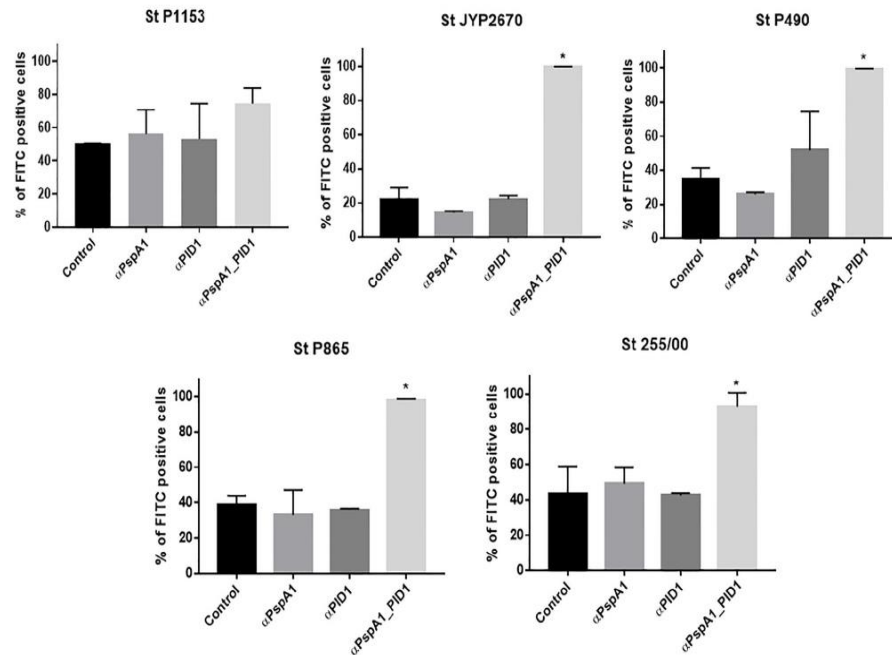 St P1153
% of FITC positive cells
100
80
60
40
20
0
Control
αPspA1
αPID1
αPspA1_PID1
St JYP2670
% of FITC positive cells
*
100
80
60
40
20
0
Control
αPspA1
αPID1
αPspA1_PID1
St P490
% of FITC positive cells
*
100
80
60
40
20
0
Control
αPspA1
αPID1
αPspA1_PID1
St P865
% of FITC positive cells
*
100
80
60
40
20
0
Control
αPspA1
αPID1
αPspA1_PID1
St 255/00
% of FITC positive cells
*
100
80
60
40
20
0
Control
αPspA1
αPID1
αPspA1_PID1